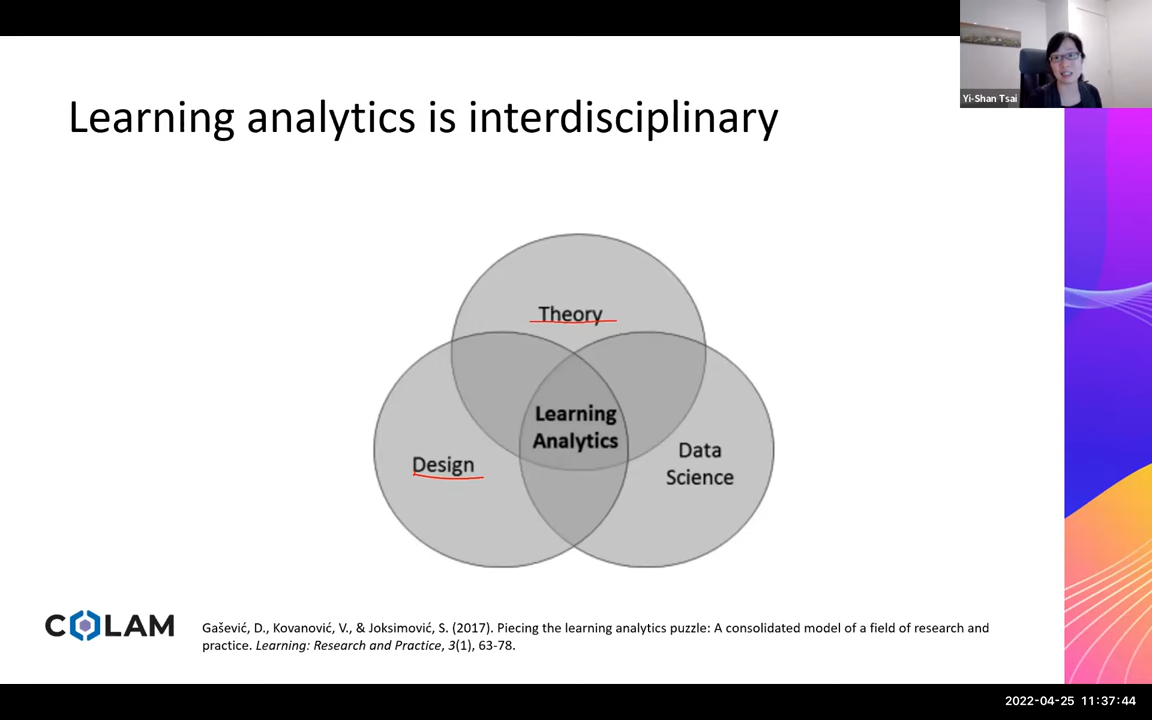 Yi-Shan Tsai
Learning analytics is interdisciplinary
Theory
Learning
Analytics
Design
Data
Science
COLAM
Gašević, D., Kovanović, V., & Joksimović, S. (2017). Piecing the learning analytics puzzle: A consolidated model of a field of research and
practice. Learning: Research and Practice, 3(1), 63-78.
2022-04-25 11:37:44